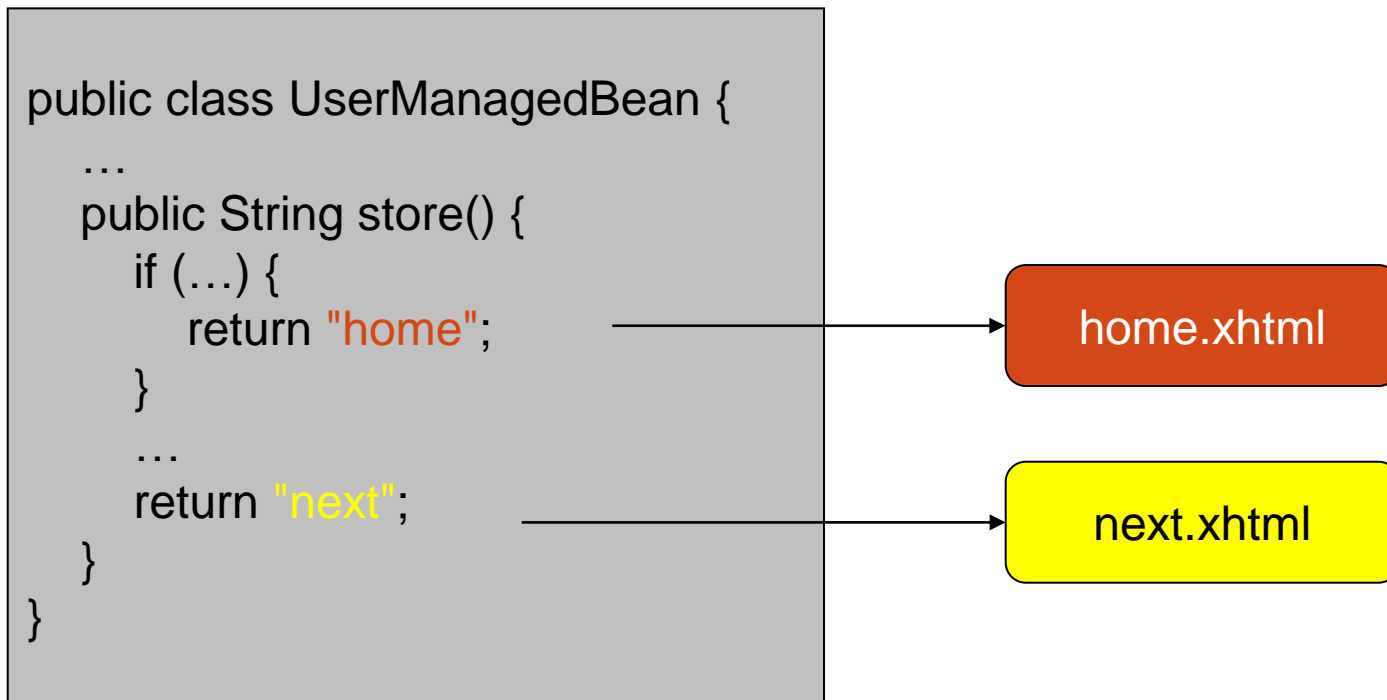 public class UserManagedBean {
…
public String store() {
if (…) {
return "home";
}
…
return "next";
}
}
home.xhtml
next.xhtml